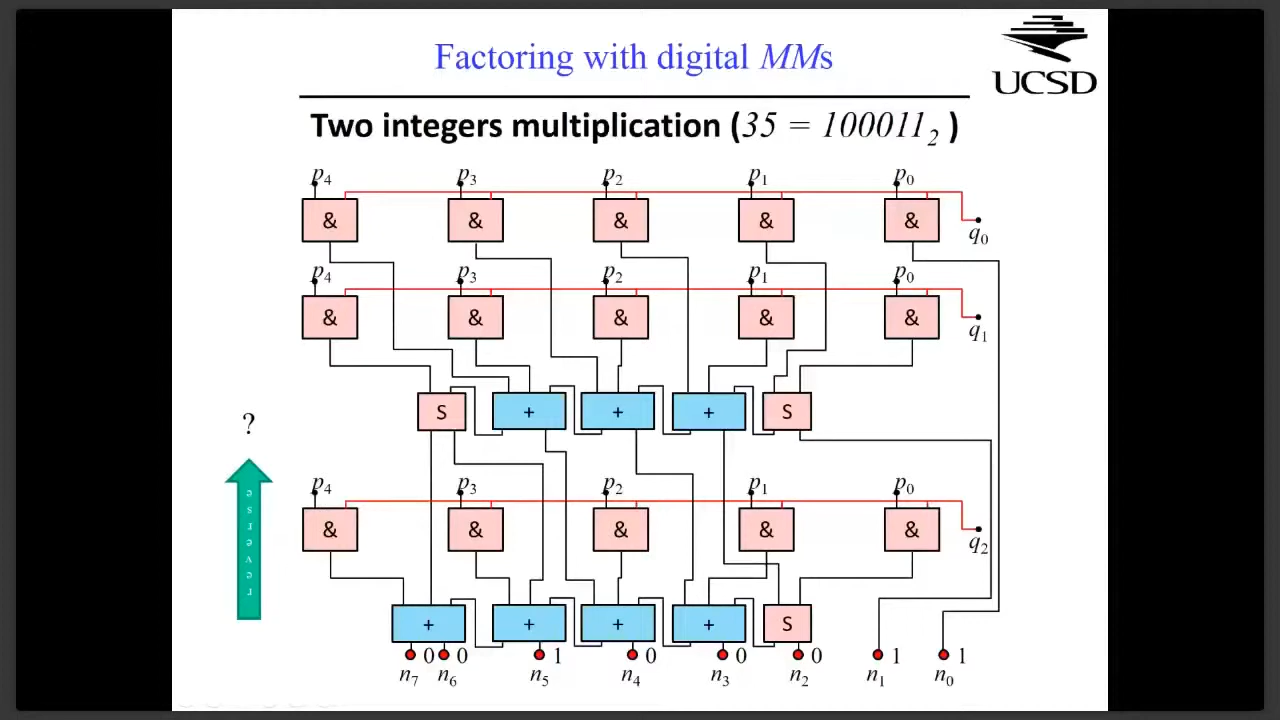 Factoring with digital MMs
UCSD
Two integers multiplication (35 = 100011₂ )
p₄ p₃ p₂ p₁ p₀
& & & & &
q₀
p₄ p₃ p₂ p₁ p₀
& & & & &
q₁
S + + + S
?
reverse
p₄ p₃ p₂ p₁ p₀
& & & & &
q₂
+ + + + S
0 0 1 0 0 0 1 1
n₇ n₆ n₅ n₄ n₃ n₂ n₁ n₀